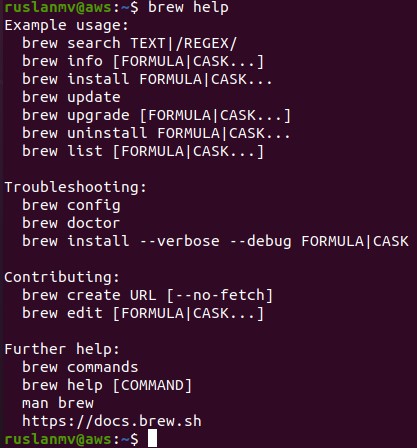 ruslanmv@aws:~$ brew help
Example usage:
  brew search TEXT|/REGEX/
  brew info [FORMULA|CASK...]
  brew install FORMULA|CASK...
  brew update
  brew upgrade [FORMULA|CASK...]
  brew uninstall FORMULA|CASK...
  brew list [FORMULA|CASK...]

Troubleshooting:
  brew config
  brew doctor
  brew install --verbose --debug FORMULA|CASK

Contributing:
  brew create URL [--no-fetch]
  brew edit [FORMULA|CASK...]

Further help:
  brew commands
  brew help [COMMAND]
  man brew
  https://docs.brew.sh
ruslanmv@aws:~$